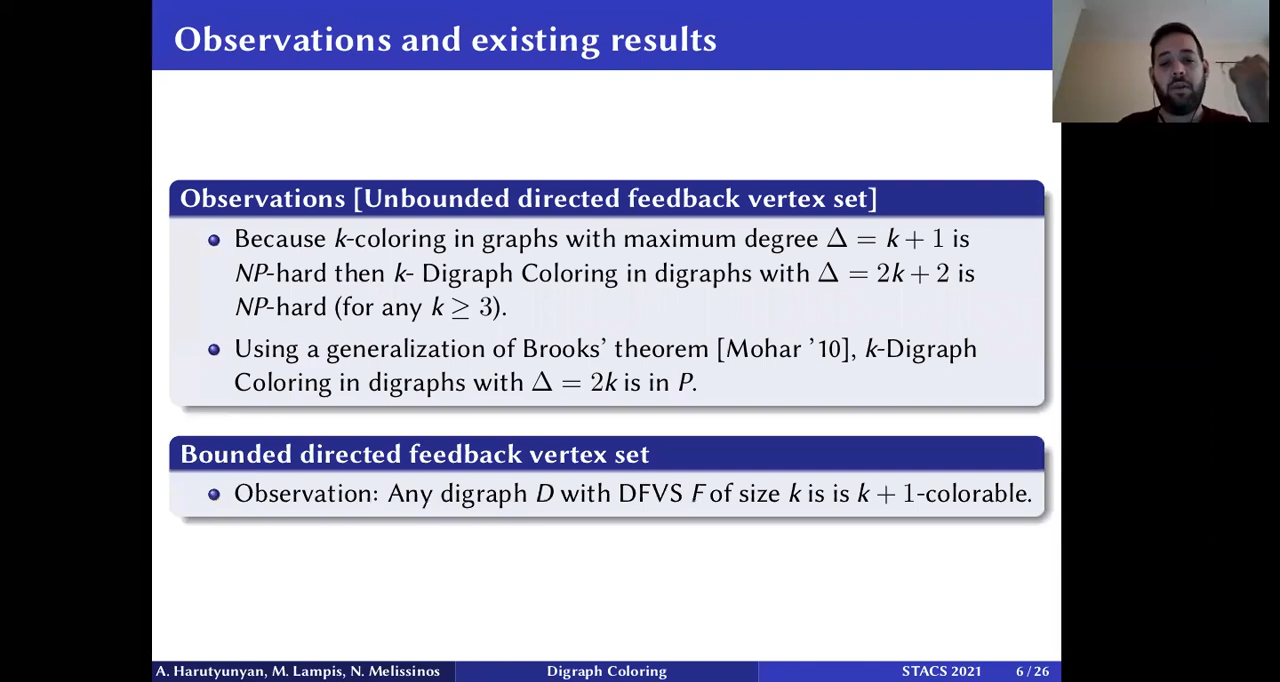 Observations and existing results
Observations [Unbounded directed feedback vertex set]
Because k-coloring in graphs with maximum degree Δ = k + 1 is
NP-hard then k- Digraph Coloring in digraphs with Δ = 2k + 2 is
NP-hard (for any k ≥ 3).
Using a generalization of Brooks’ theorem [Mohar ’10], k-Digraph
Coloring in digraphs with Δ = 2k is in P.
Bounded directed feedback vertex set
Observation: Any digraph D with DFVS F of size k is is k + 1-colorable.
A. Harutyunyan, M. Lampis, N. Melissinos
Digraph Coloring
STACS 2021
6 / 26